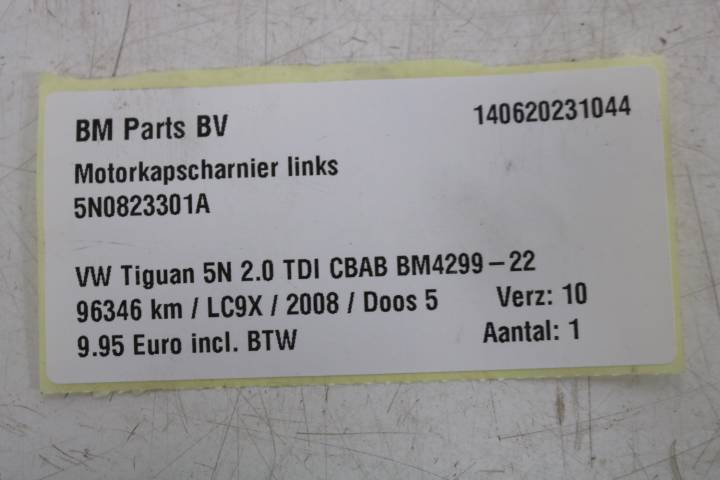 BM Parts BV 140620231044
Motorkapscharnier links
5N0823301A
VW Tiguan 5N 2.0 TDI CBAB BM4299-22
96346 km / LC9X / 2008 / Doos 5 Verz: 10
9.95 Euro incl. BTW Aantal: 1